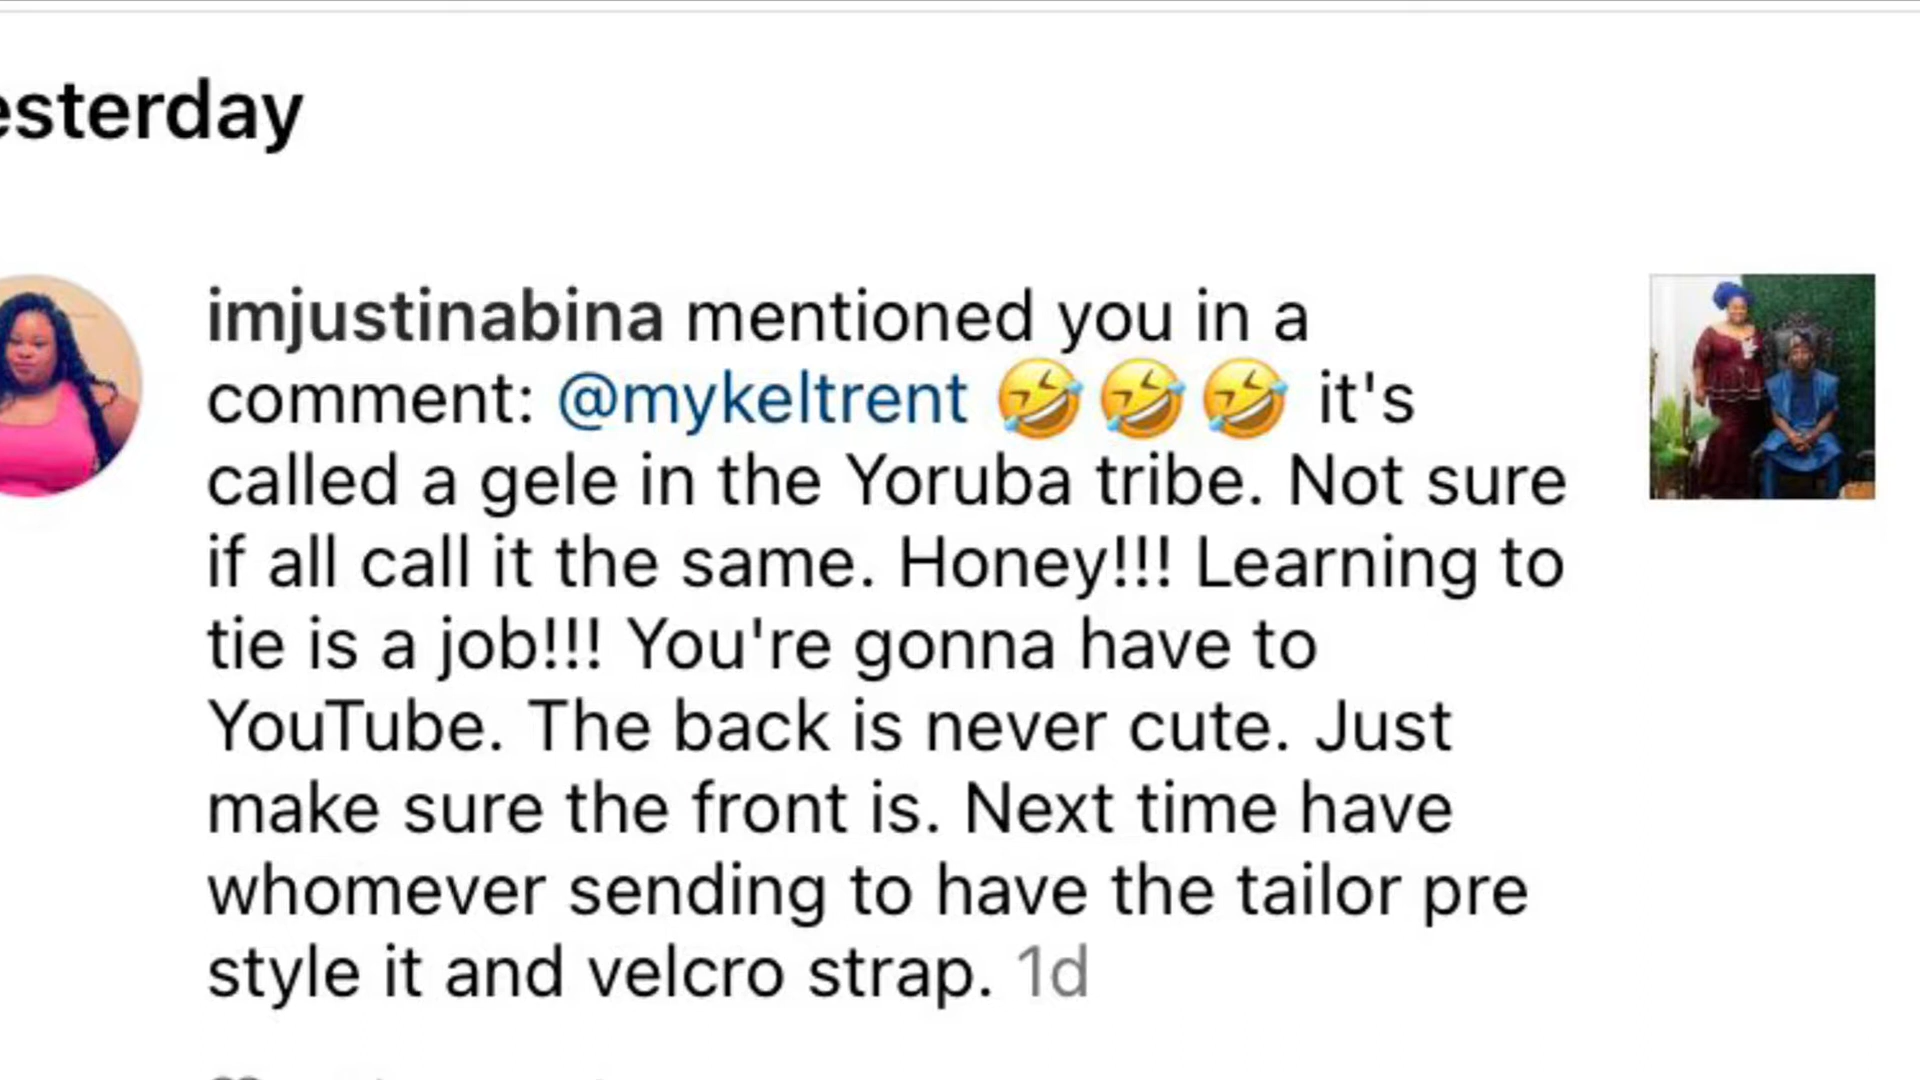 esterday
imjustinabina mentioned you in a
comment: @mykeltrent 🤣🤣🤣 it's
called a gele in the Yoruba tribe. Not sure
if all call it the same. Honey!!! Learning to
tie is a job!!! You're gonna have to
YouTube. The back is never cute. Just
make sure the front is. Next time have
whomever sending to have the tailor pre
style it and velcro strap. 1d